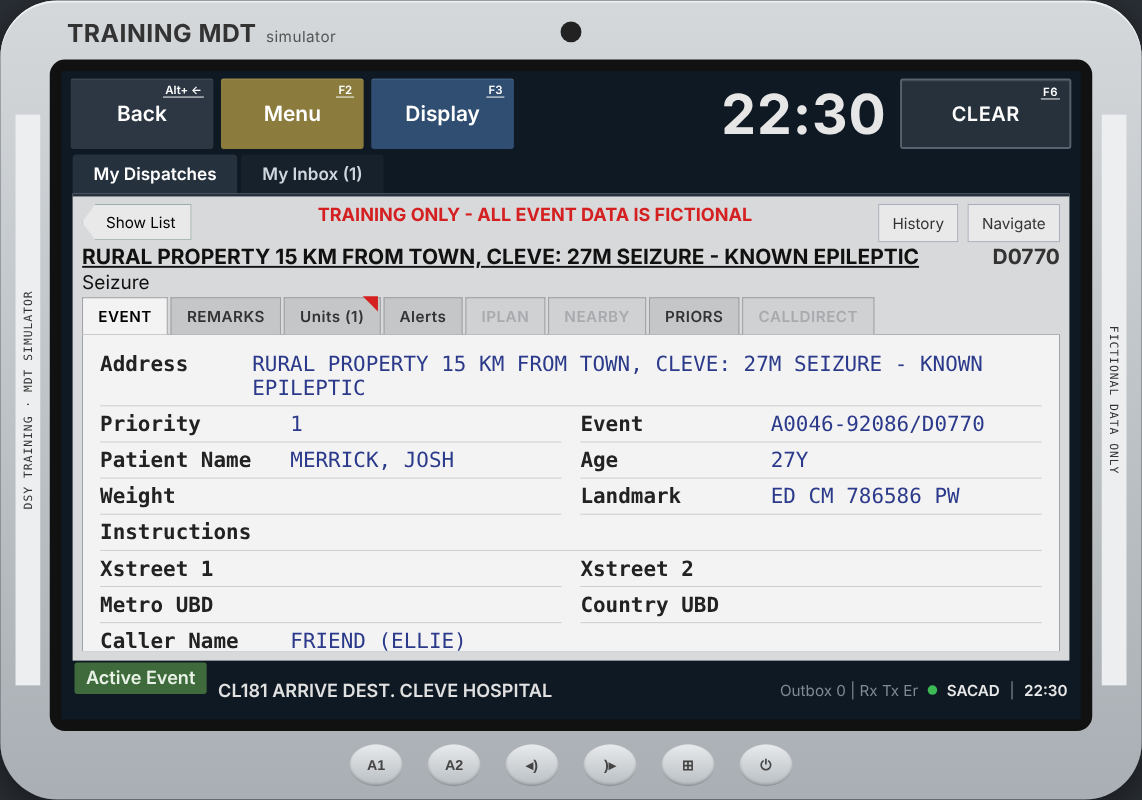 TRAINING MDT simulator
Back Alt+ ←
Menu F2
Display F3
22:30
CLEAR F6
My Dispatches
My Inbox (1)
Show List
TRAINING ONLY - ALL EVENT DATA IS FICTIONAL
History
Navigate
RURAL PROPERTY 15 KM FROM TOWN, CLEVE: 27M SEIZURE - KNOWN EPILEPTIC
D0770
Seizure
EVENT
REMARKS
Units (1)
Alerts
IPLAN
NEARBY
PRIORS
CALLDIRECT
Address RURAL PROPERTY 15 KM FROM TOWN, CLEVE: 27M SEIZURE - KNOWN
EPILEPTIC
Priority 1 Event A0046-92086/D0770
Patient Name MERRICK, JOSH Age 27Y
Weight Landmark ED CM 786586 PW
Instructions
Xstreet 1 Xstreet 2
Metro UBD Country UBD
Caller Name FRIEND (ELLIE)
Active Event
CL181 ARRIVE DEST. CLEVE HOSPITAL
Outbox 0 | Rx Tx Er SACAD | 22:30
A1
A2
DSY TRAINING · MDT SIMULATOR
FICTIONAL DATA ONLY